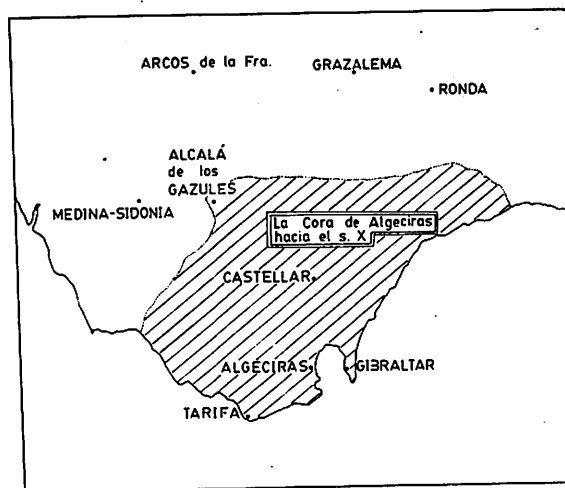 ARCOS de la Fra.
GRAZALEMA
RONDA
ALCALÁ
de los
GAZULES
MEDINA-SIDONIA
La Cora de Algeciras
hacia el s. X
CASTELLAR
ALGECIRAS
GIBRALTAR
TARIFA